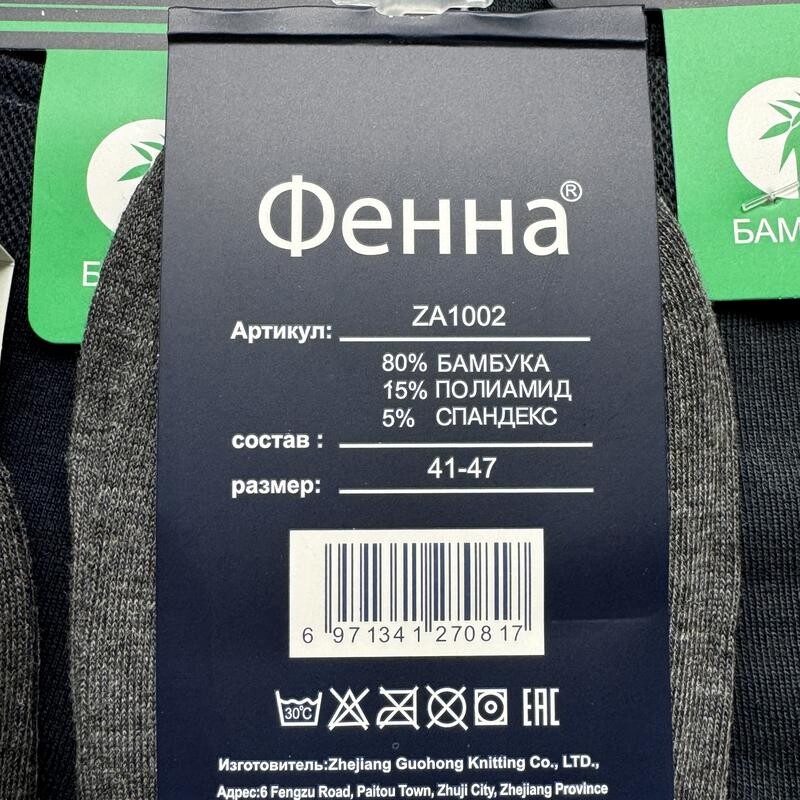 Фенна®
БАМ
Артикул: ZA1002
80% БАМБУКА
15% ПОЛИАМИД
5% СПАНДЕКС
состав :
размер: 41-47
6 971341 270817
30°C EAC
Изготовитель:Zhejiang Guohong Knitting Co., LTD.,
Адрес:6 Fengzu Road, Paitou Town, Zhuji City, Zhejiang Province